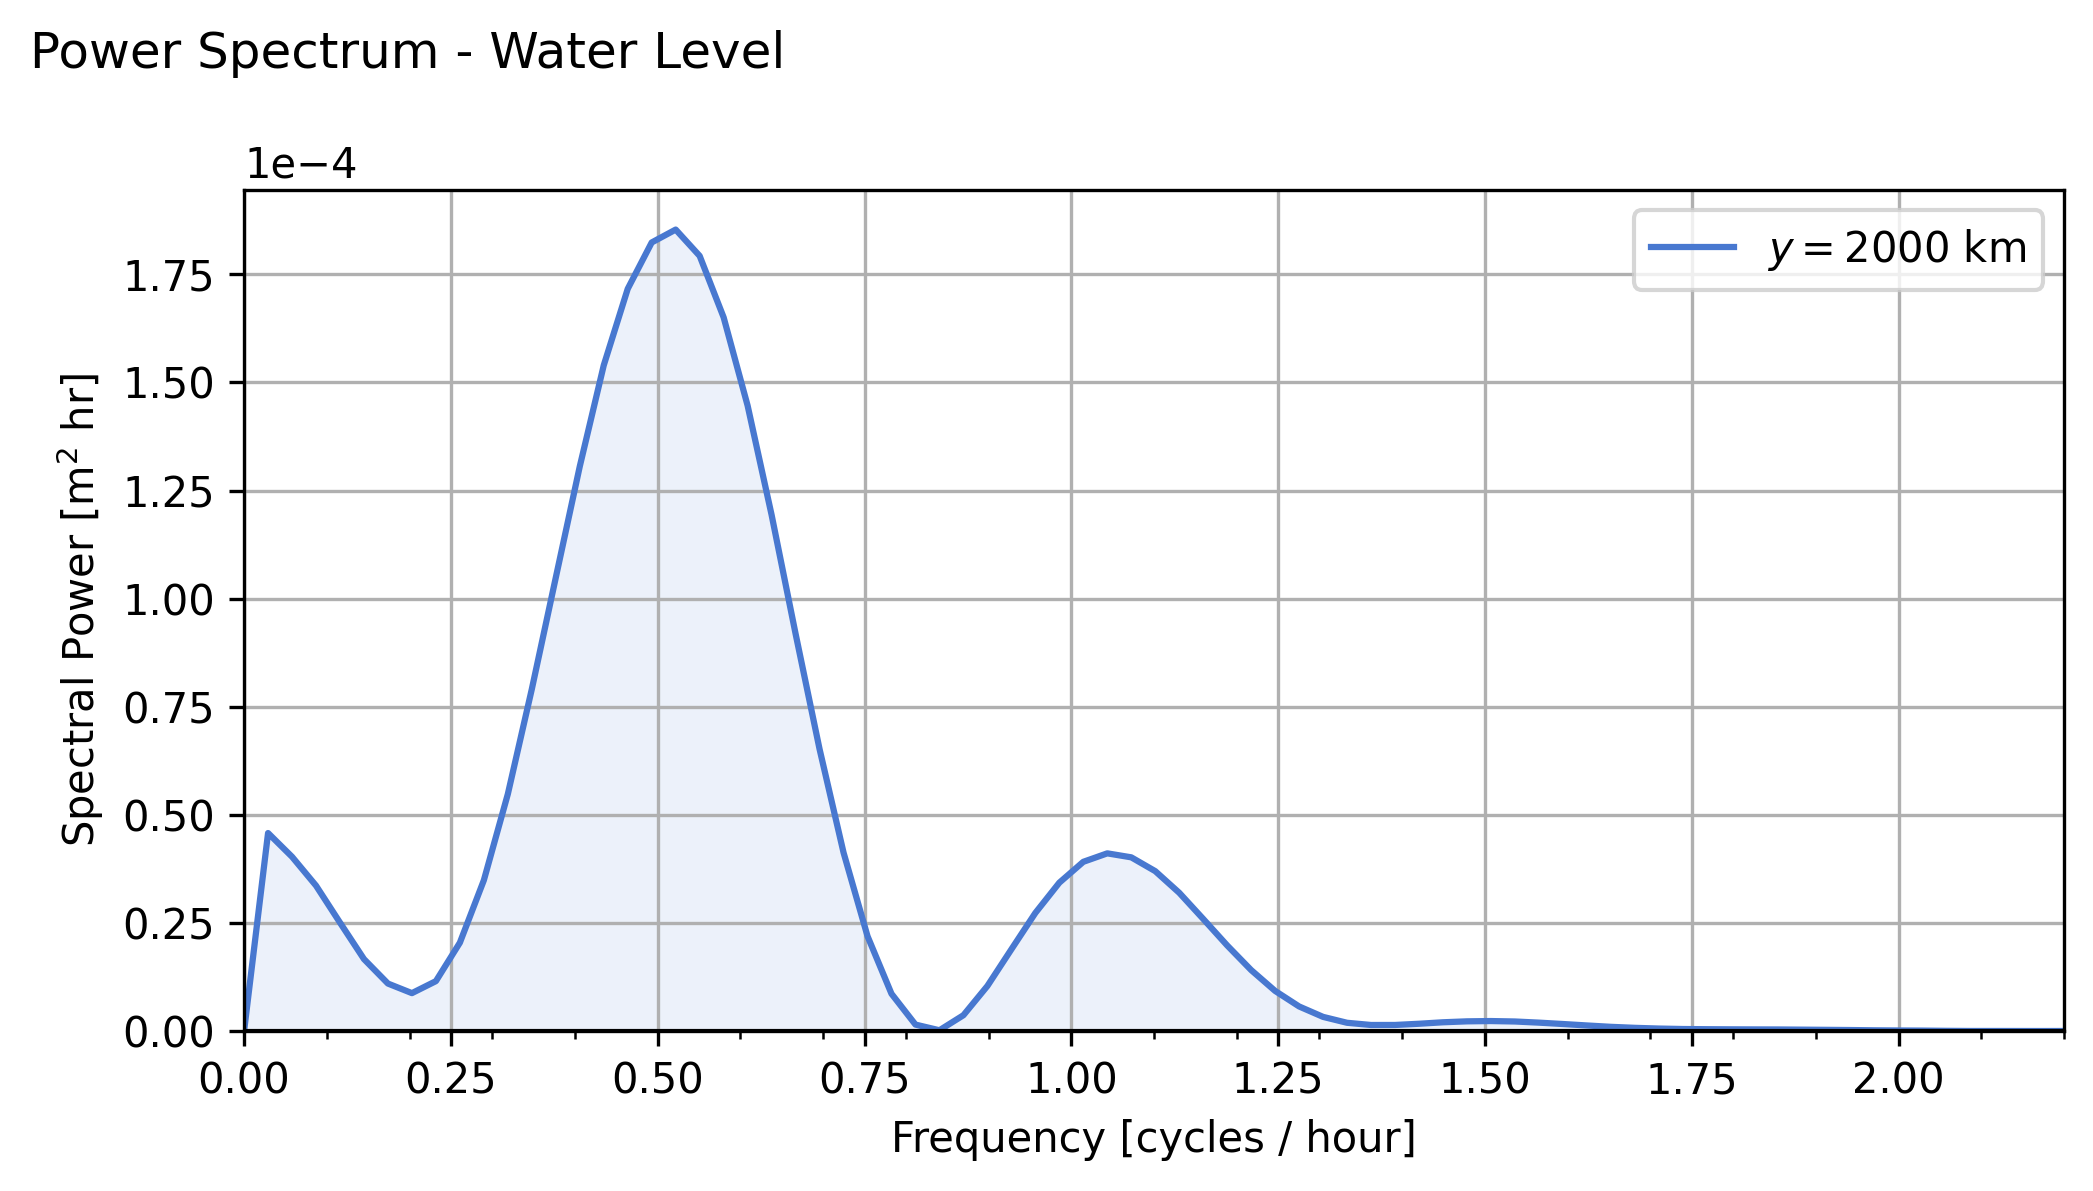 Power Spectrum - Water Level
1e−4
y = 2000 km
1.75
1.50
1.25
1.00
0.75
0.50
0.25
0.00
Spectral Power [m² hr]
0.00 0.25 0.50 0.75 1.00 1.25 1.50 1.75 2.00
Frequency [cycles / hour]